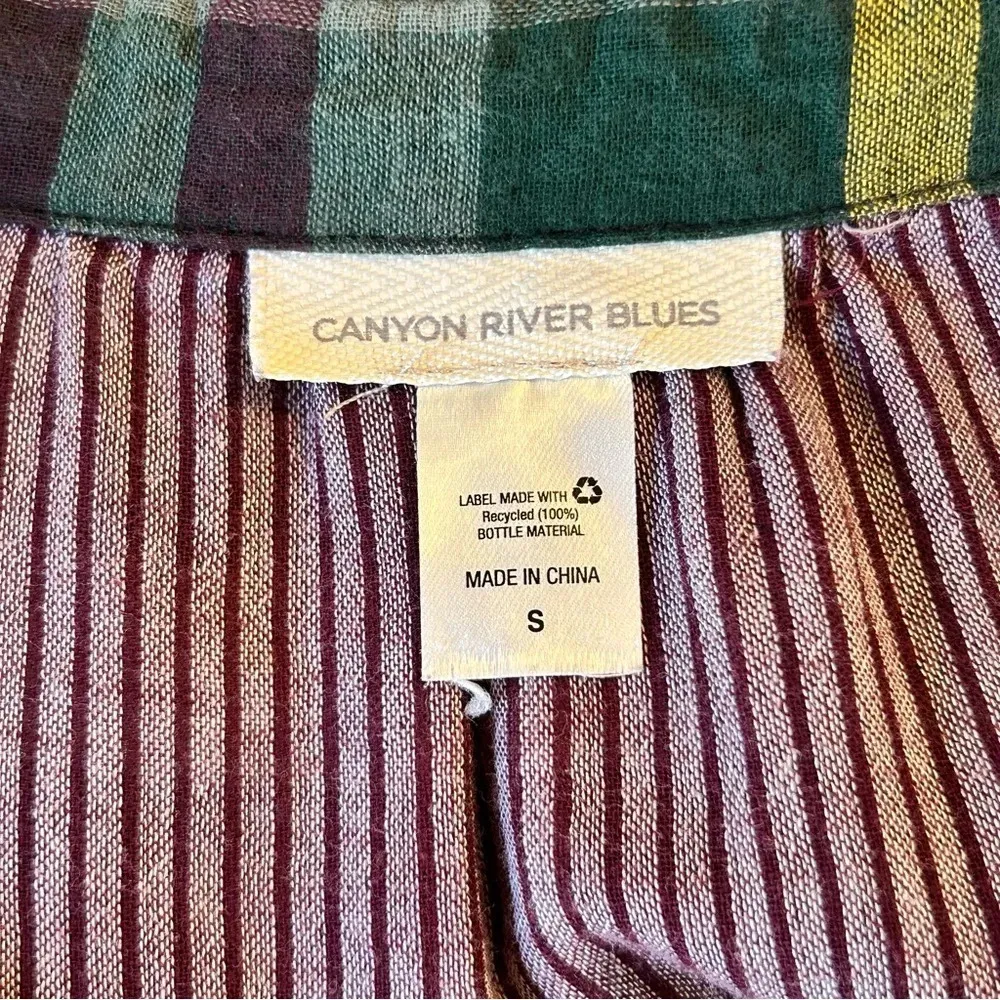 CANYON RIVER BLUES
LABEL MADE WITH
Recycled (100%)
BOTTLE MATERIAL
MADE IN CHINA
S